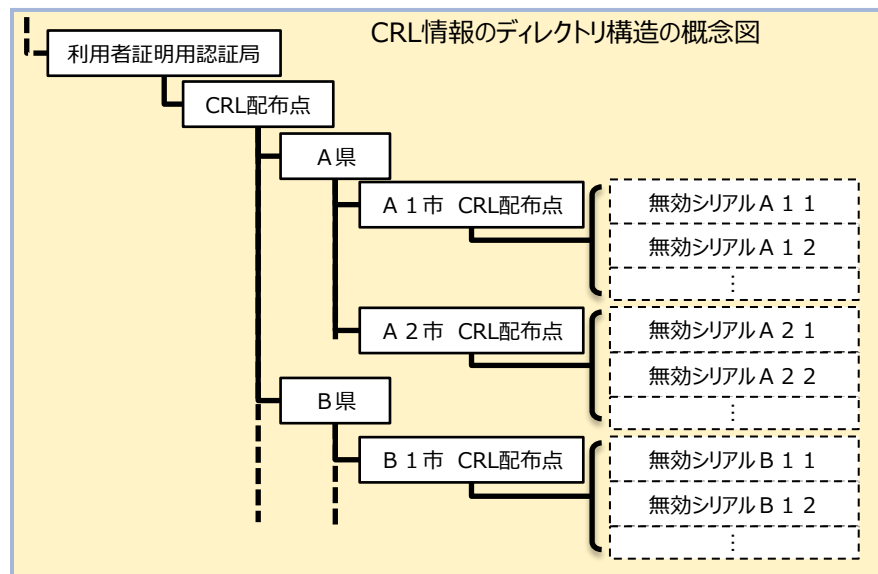 CRL情報のディレクトリ構造の概念図
利用者証明用認証局
CRL配布点
A県
A1市 CRL配布点
無効シリアルA11
無効シリアルA12
⋮
A2市 CRL配布点
無効シリアルA21
無効シリアルA22
⋮
B県
B1市 CRL配布点
無効シリアルB11
無効シリアルB12
⋮